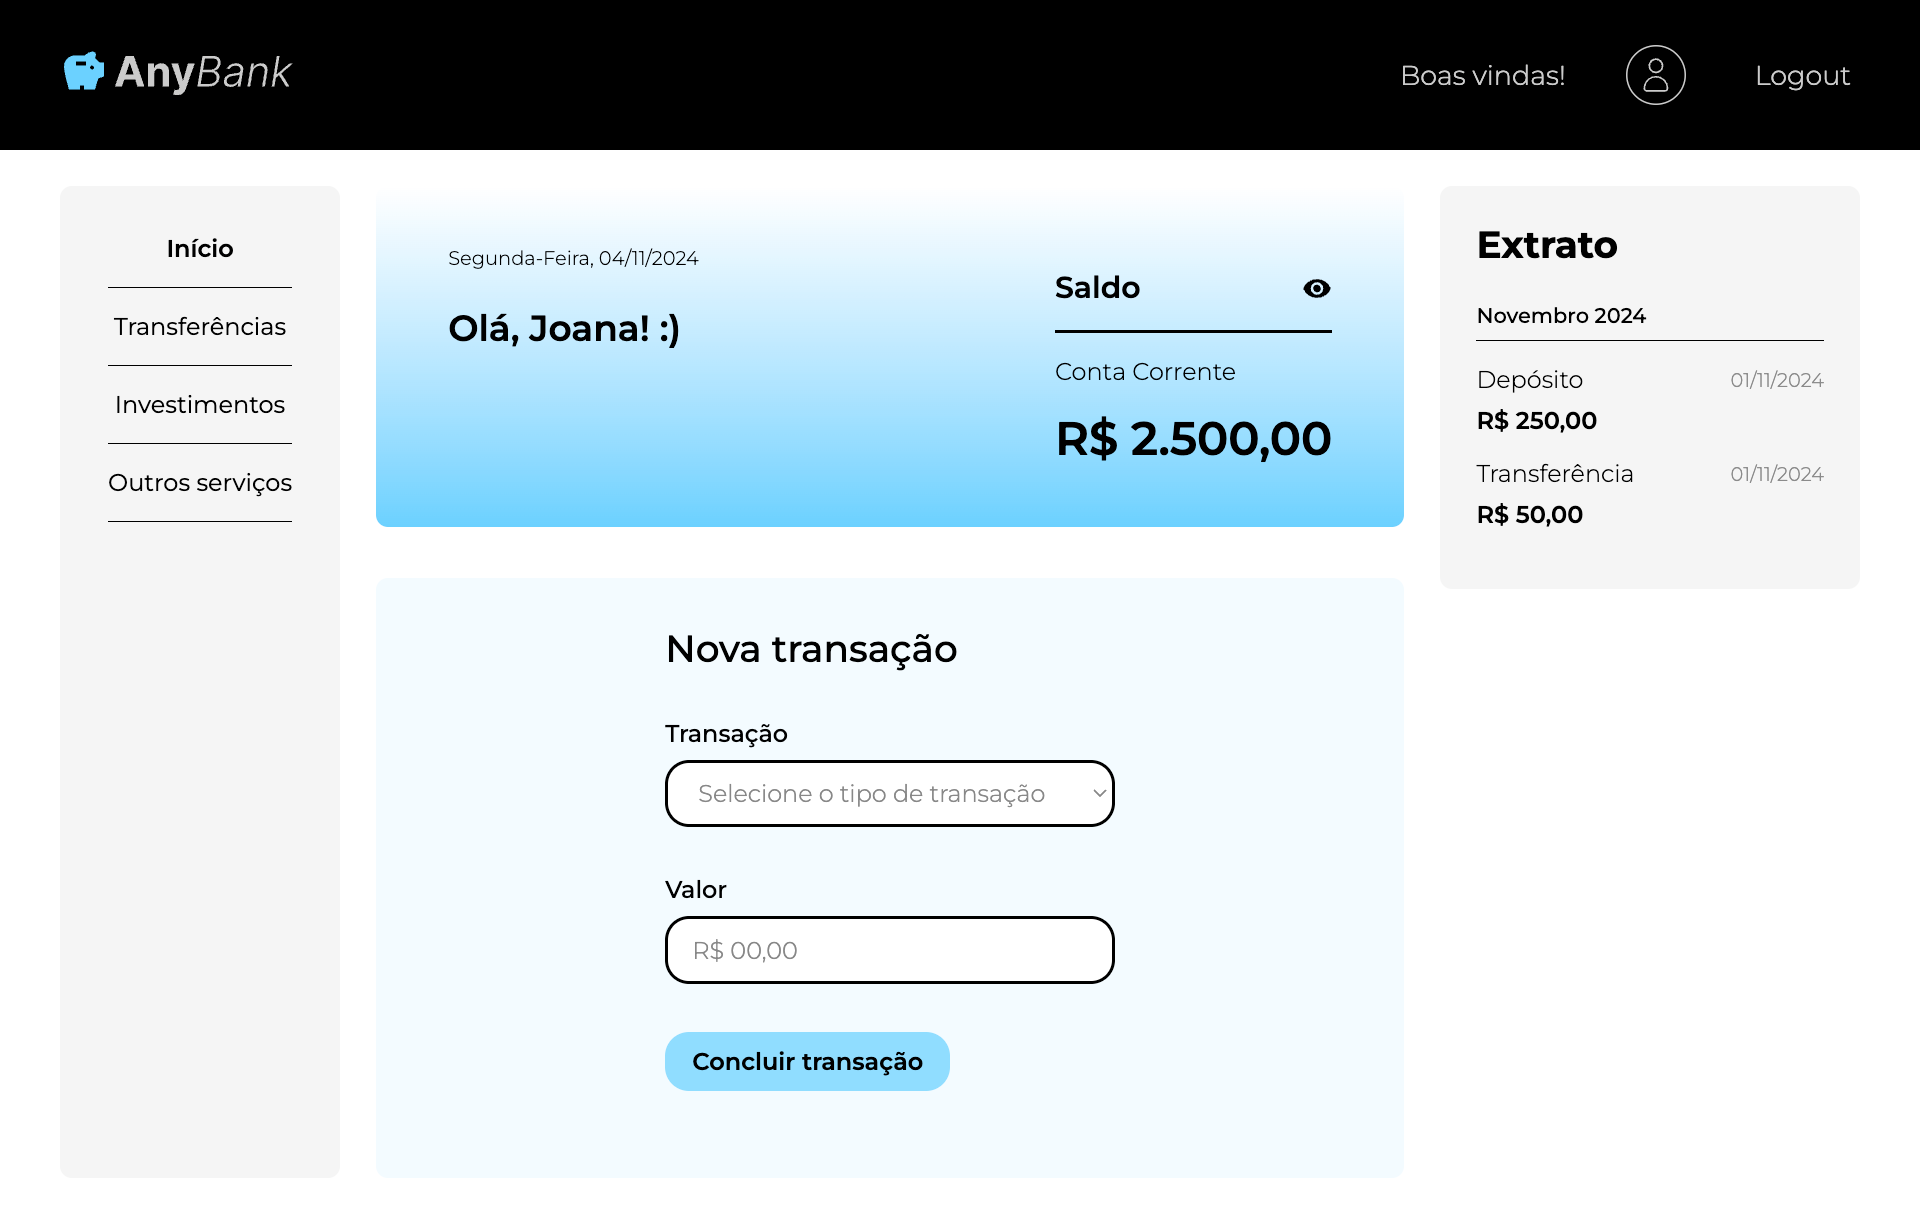 AnyBank
Boas vindas!
Logout
Início
Transferências
Investimentos
Outros serviços
Segunda-Feira, 04/11/2024
Olá, Joana! :)
Saldo
Conta Corrente
R$ 2.500,00
Nova transação
Transação
Selecione o tipo de transação
Valor
R$ 00,00
Concluir transação
Extrato
Novembro 2024
Depósito 01/11/2024
R$ 250,00
Transferência 01/11/2024
R$ 50,00